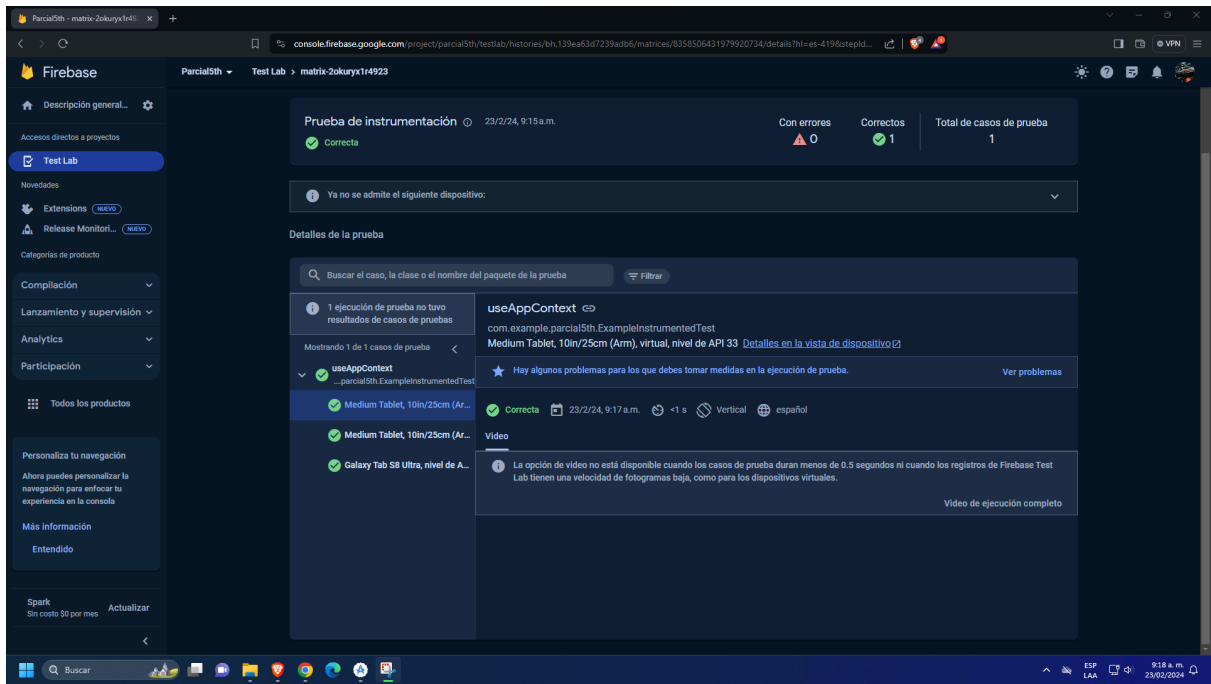 Parcial5th - matrix-2okuryx1r49
console.firebase.google.com/project/parcial5th/testlab/histories/bh.139ea63d7239adb6/matrices/8358506431979920734/details?hl=es-419&stepId...
VPN
Firebase
Parcial5th
Test Lab > matrix-2okuryx1r4923
Descripción general...
Accesos directos a proyectos
Test Lab
Novedades
Extensions NUEVO
Release Monitori... NUEVO
Categorías de producto
Compilación
Lanzamiento y supervisión
Analytics
Participación
Todos los productos
Personaliza tu navegación
Ahora puedes personalizar la
navegación para enfocar tu
experiencia en la consola
Más información
Entendido
Spark
Sin costo $0 por mes
Actualizar
Prueba de instrumentación 23/2/24, 9:15 a.m.
Correcta
Con errores
0
Correctos
1
Total de casos de prueba
1
Ya no se admite el siguiente dispositivo:
Detalles de la prueba
Buscar el caso, la clase o el nombre del paquete de la prueba
Filtrar
1 ejecución de prueba no tuvo
resultados de casos de pruebas
Mostrando 1 de 1 casos de prueba
useAppContext
...parcial5th.ExampleInstrumentedTest
Medium Tablet, 10in/25cm (Ar...
Medium Tablet, 10in/25cm (Ar...
Galaxy Tab S8 Ultra, nivel de A...
useAppContext
com.example.parcial5th.ExampleInstrumentedTest
Medium Tablet, 10in/25cm (Arm), virtual, nivel de API 33 Detalles en la vista de dispositivo
Hay algunos problemas para los que debes tomar medidas en la ejecución de prueba.
Ver problemas
Correcta 23/2/24, 9:17 a.m. <1 s Vertical español
Video
La opción de video no está disponible cuando los casos de prueba duran menos de 0.5 segundos ni cuando los registros de Firebase Test
Lab tienen una velocidad de fotogramas baja, como para los dispositivos virtuales.
Video de ejecución completo
Buscar
ESP
LAA
9:18 a. m.
23/02/2024